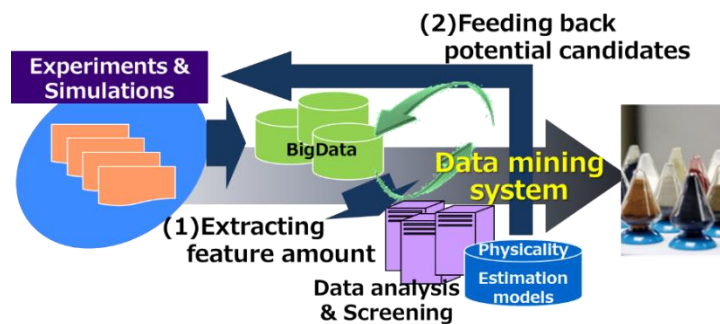 (2)Feeding back
potential candidates
Experiments &
Simulations
BigData
Data mining
system
(1)Extracting
feature amount
Physicality
Estimation
models
Data analysis
& Screening